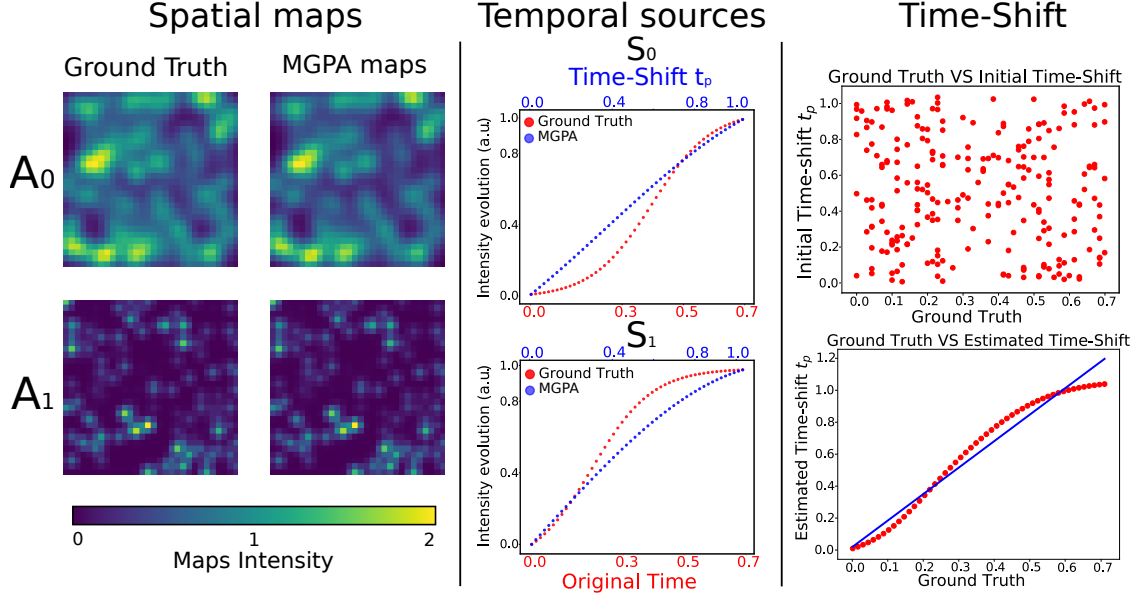 Spatial maps
Ground Truth MGPA maps
A0
A1
0 1 2
Maps Intensity
Temporal sources
S0
Time-Shift tp
0.0 0.4 0.8 1.0
1.0
0.8
0.4
0.0
Intensity evolution (a.u)
Ground Truth
MGPA
0.0 0.3 0.5 0.7
S1
0.0 0.4 0.8 1.0
1.0
0.8
0.4
0.0
Intensity evolution (a.u)
Ground Truth
MGPA
0.0 0.3 0.5 0.7
Original Time
Time-Shift
Ground Truth VS Initial Time-Shift
1.0
0.8
0.6
0.4
0.2
0.0
Initial Time-shift tp
0.0 0.1 0.2 0.3 0.4 0.5 0.6 0.7
Ground Truth
Ground Truth VS Estimated Time-Shift
1.2
1.0
0.8
0.6
0.4
0.2
0.0
Estimated Time-shift tp
0.0 0.1 0.2 0.3 0.4 0.5 0.6 0.7
Ground Truth